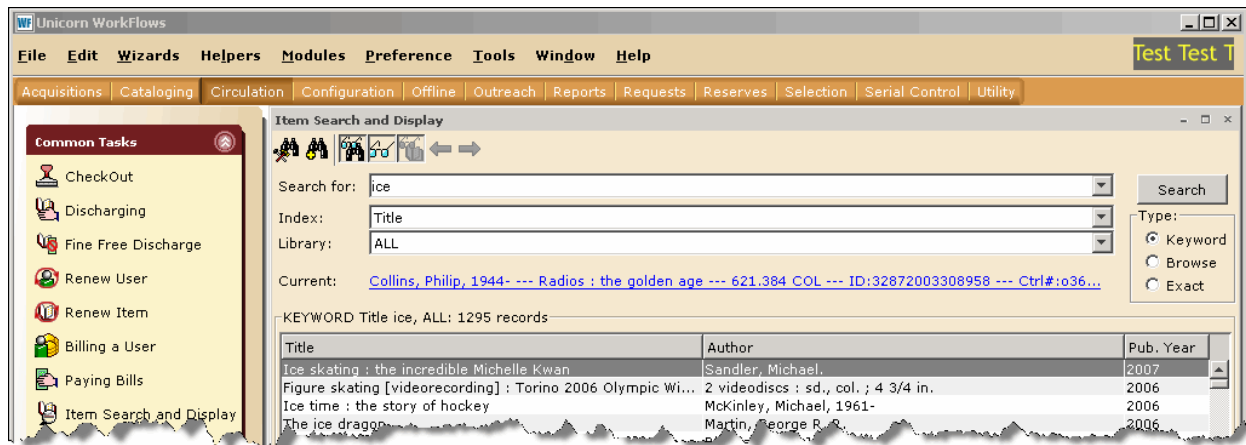 WF Unicorn WorkFlows
File Edit Wizards Helpers Modules Preference Tools Window Help
Test Test T
Acquisitions Cataloging Circulation Configuration Offline Outreach Reports Requests Reserves Selection Serial Control Utility
Common Tasks
CheckOut
Discharging
Fine Free Discharge
Renew User
Renew Item
Billing a User
Paying Bills
Item Search and Display
Item Search and Display
Search for: ice
Search
Index: Title
Library: ALL
Type:
Keyword
Browse
Exact
Current: Collins, Philip, 1944- --- Radios : the golden age --- 621.384 COL --- ID:32872003308958 --- Ctrl#:o36...
KEYWORD Title ice, ALL: 1295 records
Title Author Pub. Year
Ice skating : the incredible Michelle Kwan Sandler, Michael. 2007
Figure skating [videorecording] : Torino 2006 Olympic Wi... 2 videodiscs : sd., col. ; 4 3/4 in. 2006
Ice time : the story of hockey McKinley, Michael, 1961- 2006
The ice dragon Martin, George R. R. 2006